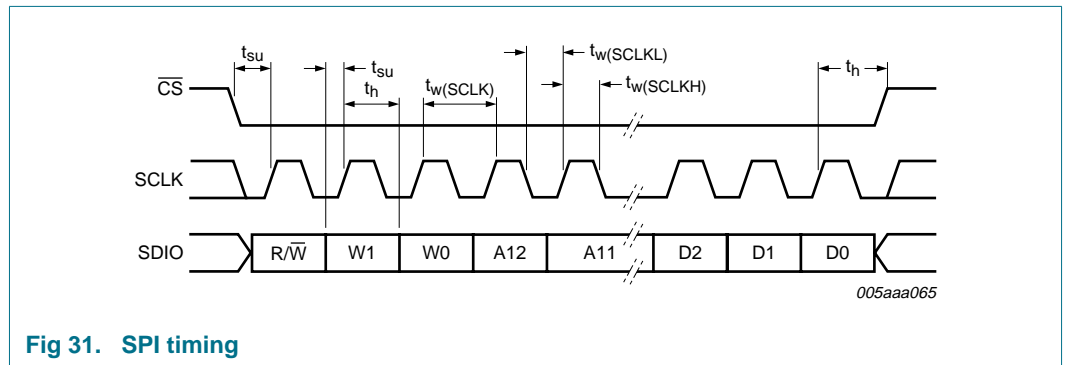 tsu
tsu
th
tw(SCLK)
tw(SCLKL)
tw(SCLKH)
th
CS
SCLK
SDIO
R/W W1 W0 A12 A11 D2 D1 D0
005aaa065
Fig 31. SPI timing